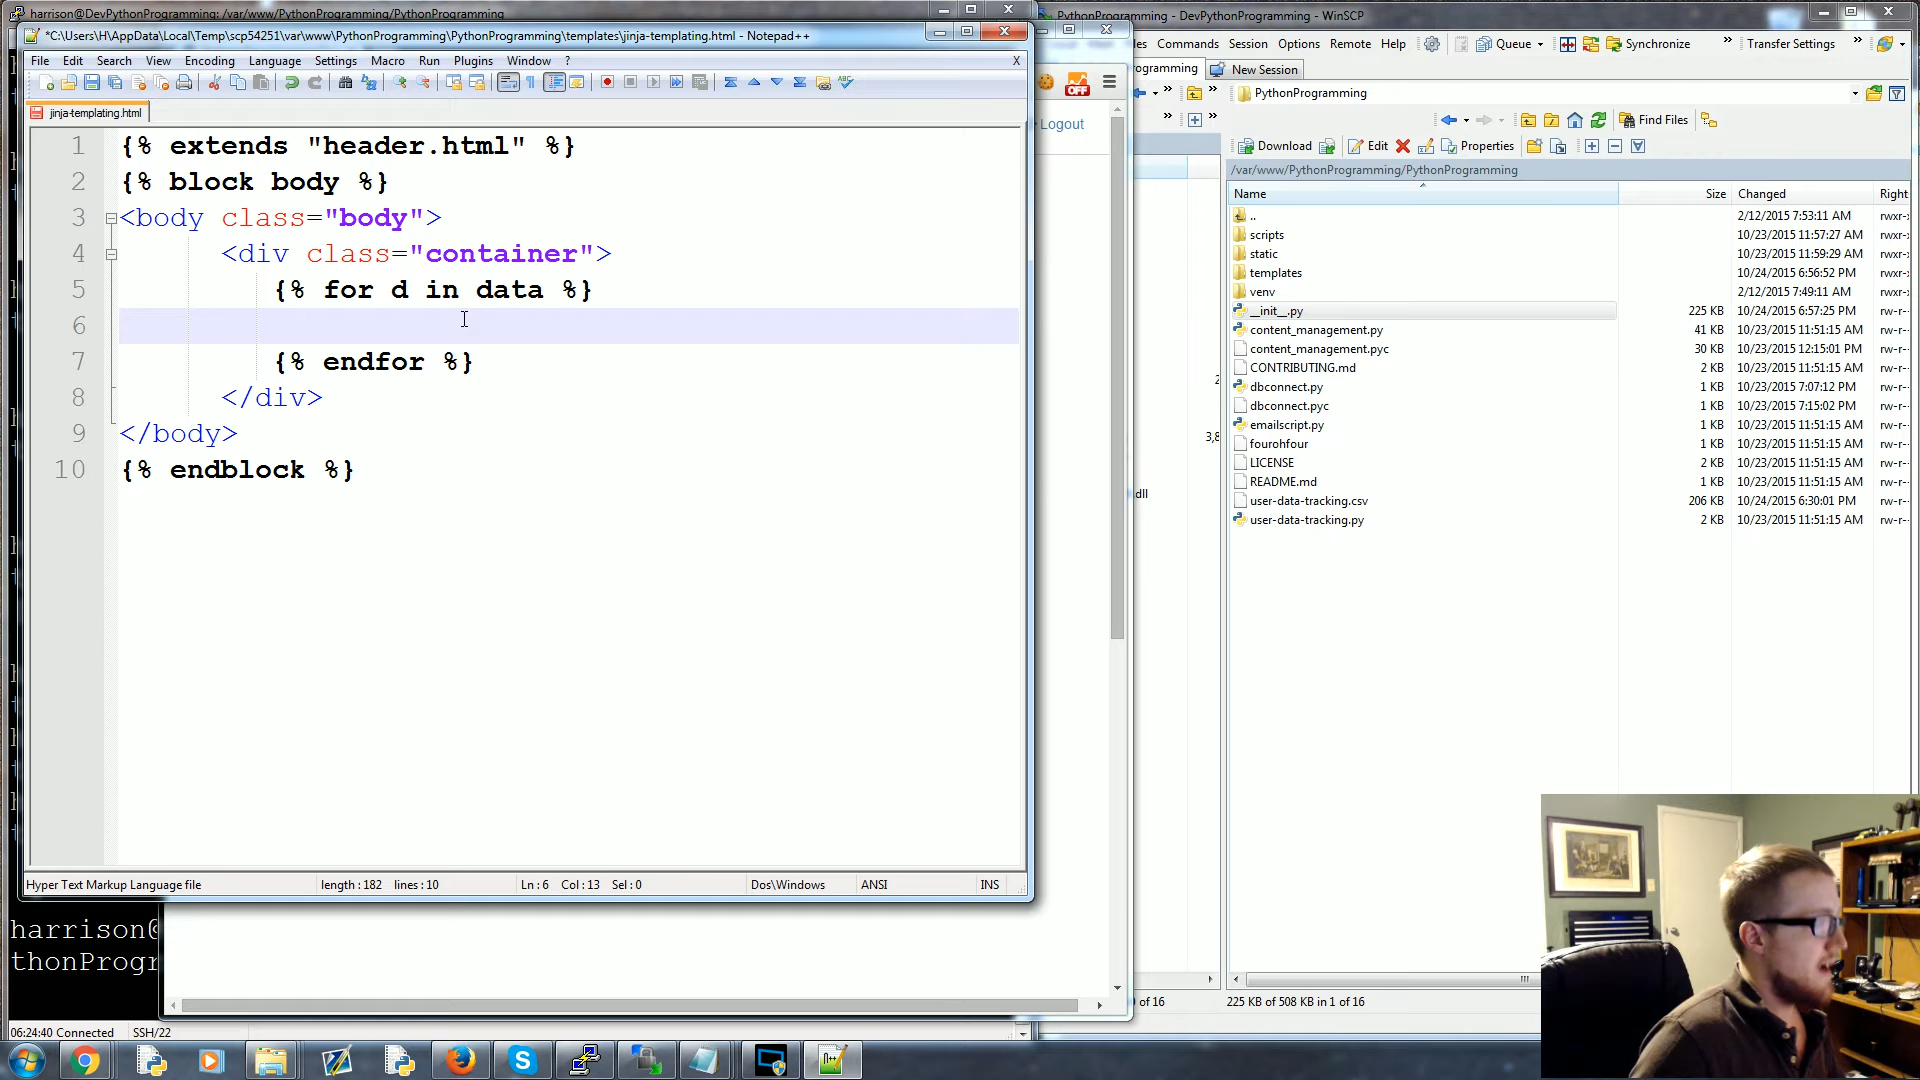 harrison@DevPythonProgramming: /var/www/PythonProgramming/PythonProgramming
*C:\Users\H\AppData\Local\Temp\scp54251\var\www\PythonProgramming\PythonProgramming\templates\jinja-templating.html - Notepad++
File Edit Search View Encoding Language Settings Macro Run Plugins Window ? X
jinja-templating.html
1 {% extends "header.html" %}
2 {% block body %}
3 <body class="body">
4 <div class="container">
5 {% for d in data %}
6
7 {% endfor %}
8 </div>
9 </body>
10 {% endblock %}
Hyper Text Markup Language file length : 182 lines : 10 Ln : 6 Col : 13 Sel : 0 Dos\Windows ANSI INS
harrison@
thonProgr
06:24:40 Connected SSH/22
OFF
Logout
PythonProgramming - DevPythonProgramming - WinSCP
les Commands Session Options Remote Help Queue Synchronize Transfer Settings
rogramming New Session
PythonProgramming
Find Files
Download Edit Properties
/var/www/PythonProgramming/PythonProgramming
Name Size Changed Right
.. 2/12/2015 7:53:11 AM rwxr-x
scripts 10/23/2015 11:57:27 AM rwxr-x
static 10/23/2015 11:59:29 AM rwxr-x
templates 10/24/2015 6:56:52 PM rwxr-x
venv 2/12/2015 7:49:11 AM rwxr-x
__init__.py 225 KB 10/24/2015 6:57:25 PM rw-r--
content_management.py 41 KB 10/23/2015 11:51:15 AM rw-r--
content_management.pyc 30 KB 10/23/2015 12:15:01 PM rw-r--
CONTRIBUTING.md 2 KB 10/23/2015 11:51:15 AM rw-r--
dbconnect.py 1 KB 10/23/2015 7:07:12 PM rw-r--
dbconnect.pyc 1 KB 10/23/2015 7:15:02 PM rw-r--
emailscript.py 1 KB 10/23/2015 11:51:15 AM rw-r--
fourohfour 1 KB 10/23/2015 11:51:15 AM rw-r--
LICENSE 2 KB 10/23/2015 11:51:15 AM rw-r--
README.md 1 KB 10/23/2015 11:51:15 AM rw-r--
user-data-tracking.csv 206 KB 10/24/2015 6:30:01 PM rw-r--
user-data-tracking.py 2 KB 10/23/2015 11:51:15 AM rw-r--
2
3,8
dll
0 of 16
225 KB of 508 KB in 1 of 16